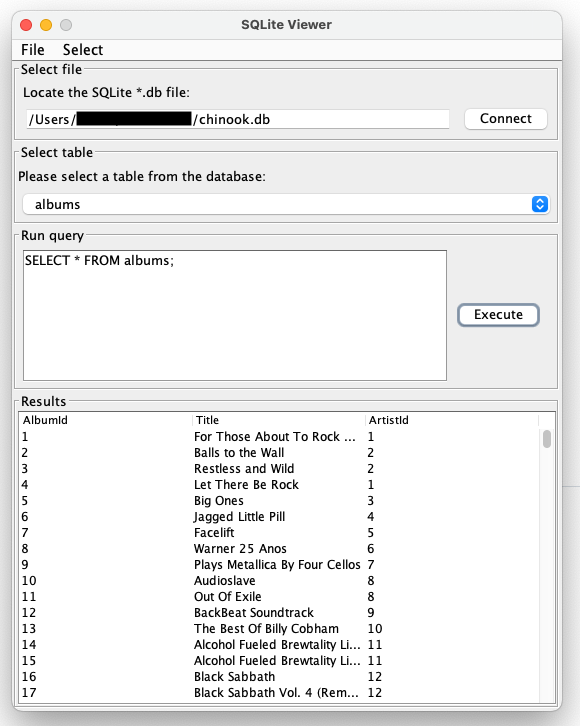 SQLite Viewer
File Select
Select file
Locate the SQLite *.db file:
/Users/ /chinook.db Connect
Select table
Please select a table from the database:
albums
Run query
SELECT * FROM albums;
Execute
Results
AlbumId Title ArtistId
1 For Those About To Rock ... 1
2 Balls to the Wall 2
3 Restless and Wild 2
4 Let There Be Rock 1
5 Big Ones 3
6 Jagged Little Pill 4
7 Facelift 5
8 Warner 25 Anos 6
9 Plays Metallica By Four Cellos 7
10 Audioslave 8
11 Out Of Exile 8
12 BackBeat Soundtrack 9
13 The Best Of Billy Cobham 10
14 Alcohol Fueled Brewtality Li... 11
15 Alcohol Fueled Brewtality Li... 11
16 Black Sabbath 12
17 Black Sabbath Vol. 4 (Rem... 12